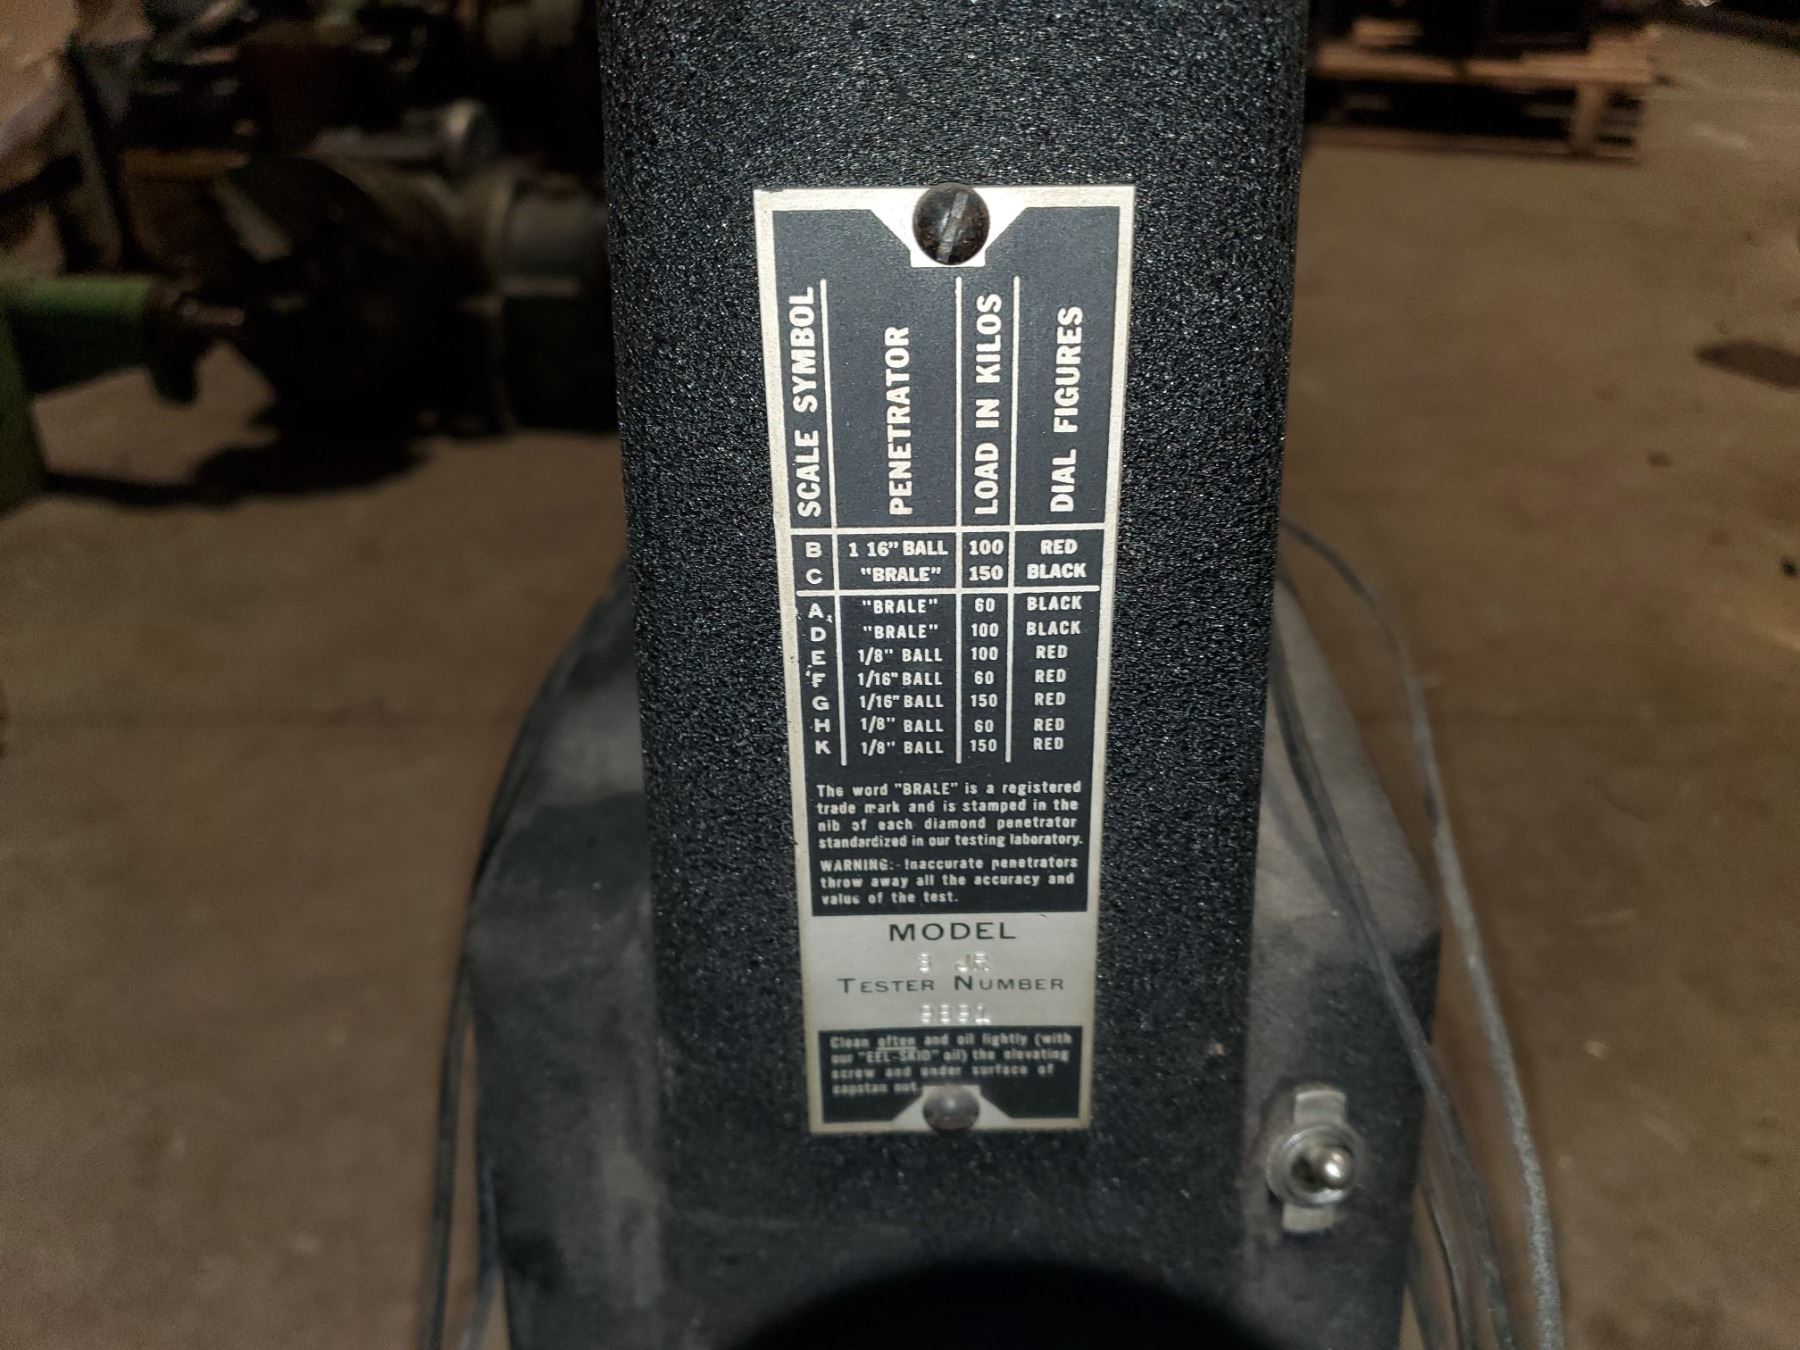 SCALE SYMBOL
PENETRATOR
LOAD IN KILOS
DIAL FIGURES
B 1 16" BALL 100 RED
C "BRALE" 150 BLACK
A "BRALE" 60 BLACK
D "BRALE" 100 BLACK
E 1/8" BALL 100 RED
F 1/16" BALL 60 RED
G 1/16" BALL 150 RED
H 1/8" BALL 60 RED
K 1/8" BALL 150 RED
The word "BRALE" is a registered
trade mark and is stamped in the
nib of each diamond penetrator
standardized in our testing laboratory.
WARNING:- Inaccurate penetrators
throw away all the accuracy and
value of the test.
MODEL
JR
TESTER NUMBER
Clean often and oil lightly (with
our "EEL-SKID" oil) the elevating
screw and under surface of
capstan nut.